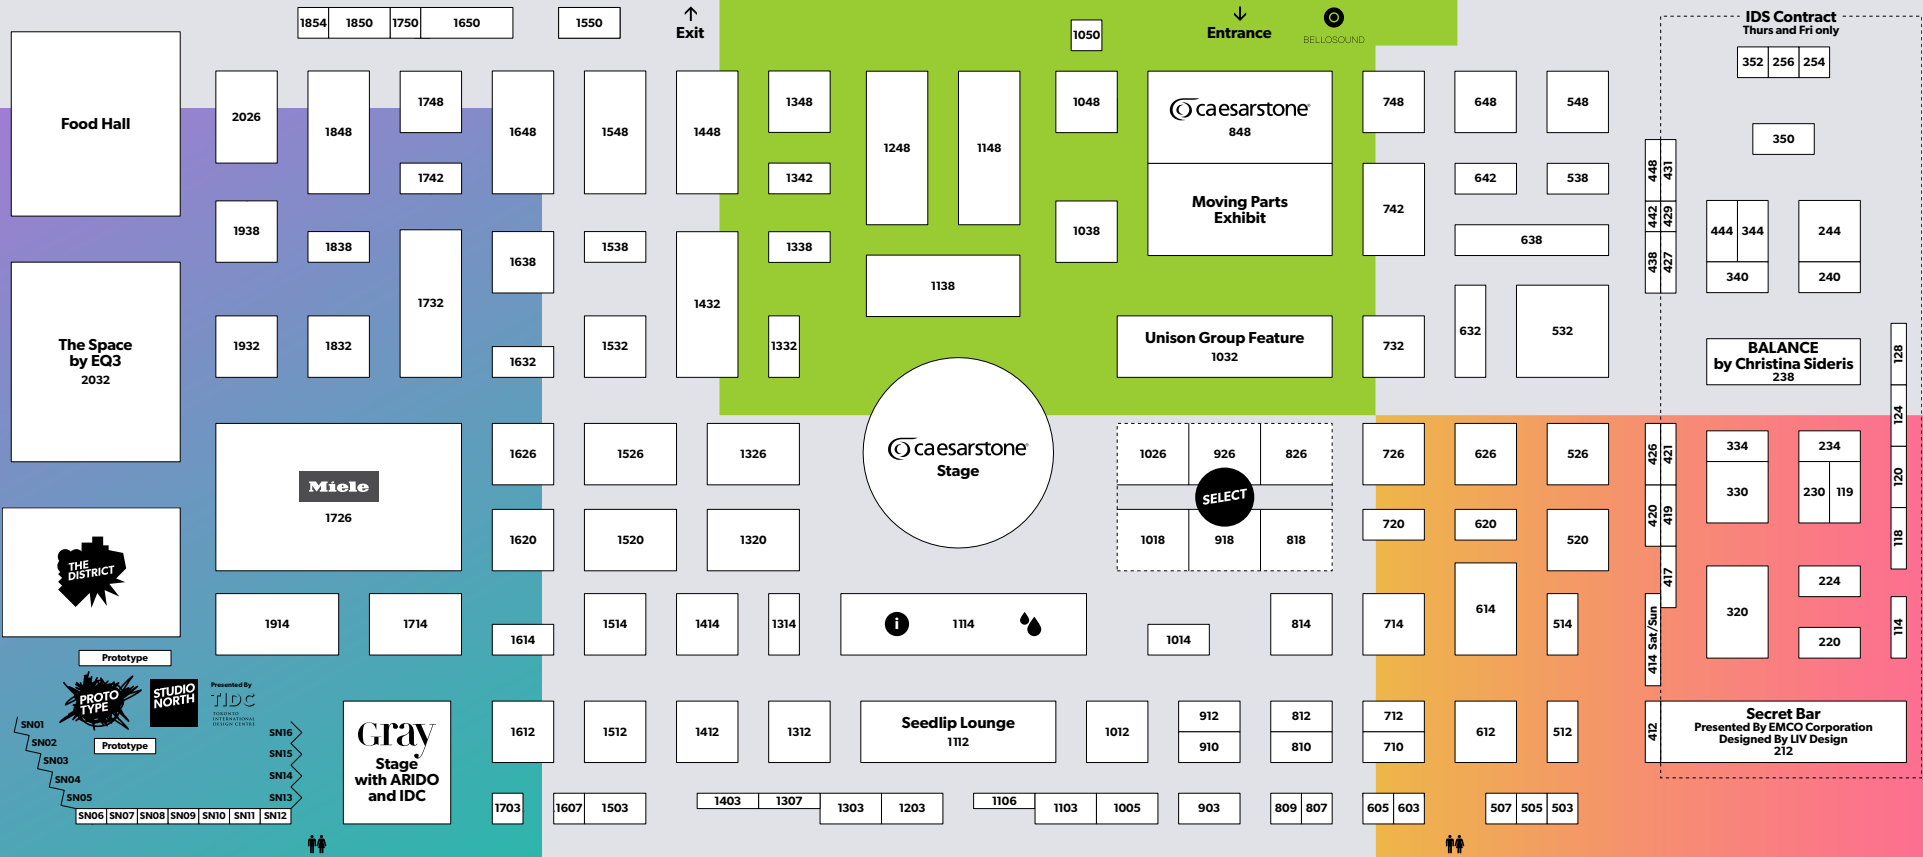 1854 1850 1750 1650 1550
Exit
1050
Entrance
BELLOSOUND
IDS Contract
Thurs and Fri only
352 256 254
Food Hall
2026 1848 1748 1648 1548 1448 1348 1248 1148 1048
caesarstone
848
748 648 548
350
1742 1342
642 538
448 431
Moving Parts
Exhibit
742
442 429
444 344 244
1938 1838 1732 1638 1538 1432 1338 1138 1038
638
438 427
340 240
The Space
by EQ3
2032
1932 1832 1632 1532 1332
Unison Group Feature
1032
732 632 532
BALANCE
by Christina Sideris
238
128
124
120
118
114
Miele
1726
1626 1526 1326
caesarstone
Stage
1026 926 826
SELECT
1018 918 818
726 626 526
426 421
334 234
330 230 119
1620 1520 1320
720 620 520
420 419
417
THE
DISTRICT
1914 1714 1614 1514 1414 1314
1114
1014 814 714 614 514
414 Sat/Sun
320 224
220
Prototype
PROTO
TYPE
STUDIO
NORTH
Presented By
TIDC
TORONTO
INTERNATIONAL
DESIGN CENTRE
Prototype
SN01
SN02
SN03
SN04
SN05
SN06 SN07 SN08 SN09 SN10 SN11 SN12
SN13
SN14
SN15
SN16
Gray
Stage
with ARIDO
and IDC
1612 1512 1412 1312
Seedlip Lounge
1112
1012
912 812 712
910 810 710
612 512
412
Secret Bar
Presented By EMCO Corporation
Designed By LIV Design
212
1703 1607 1503 1403 1307 1303 1203 1106 1103 1005 903 809 807 605 603 507 505 503